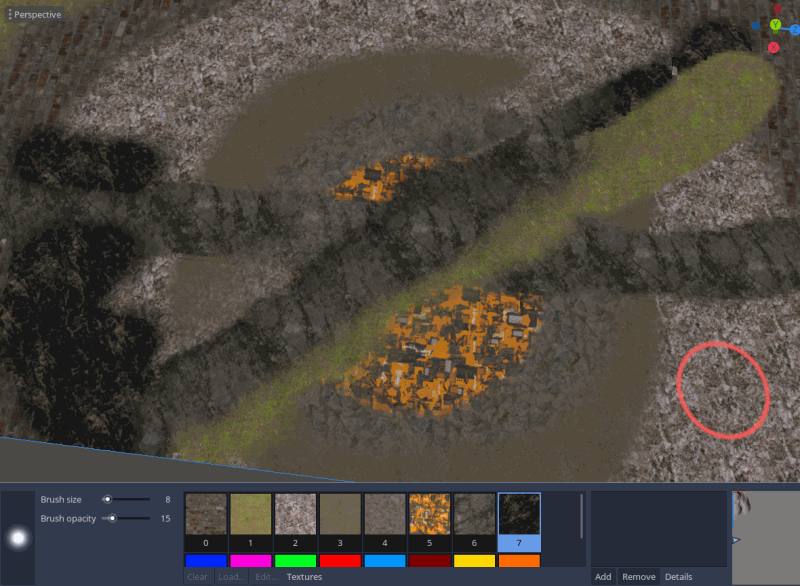 Perspective
Y
Z
X
Brush size 8
Brush opacity 15
0 1 2 3 4 5 6 7
Clear Load... Edit... Textures
Add Remove Details